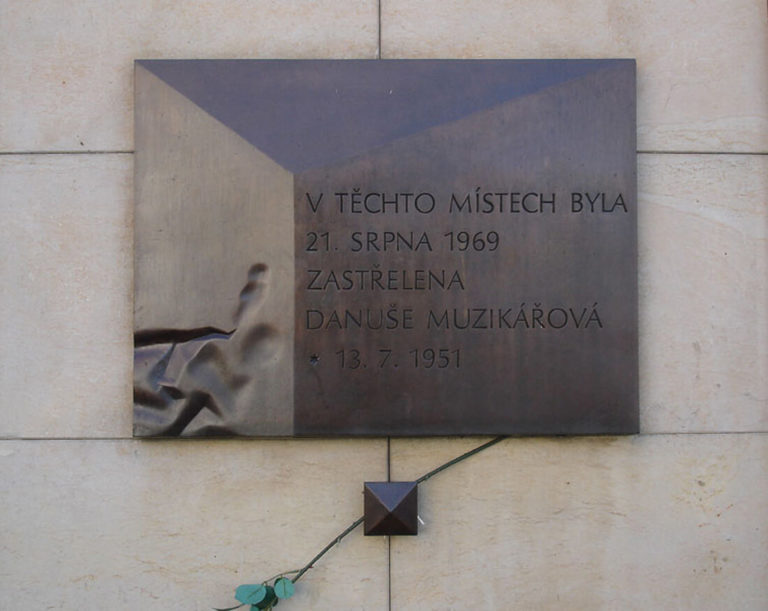 V TĚCHTO MÍSTECH BYLA
21. SRPNA 1969
ZASTŘELENA
DANUŠE MUZIKÁŘOVÁ
* 13. 7. 1951